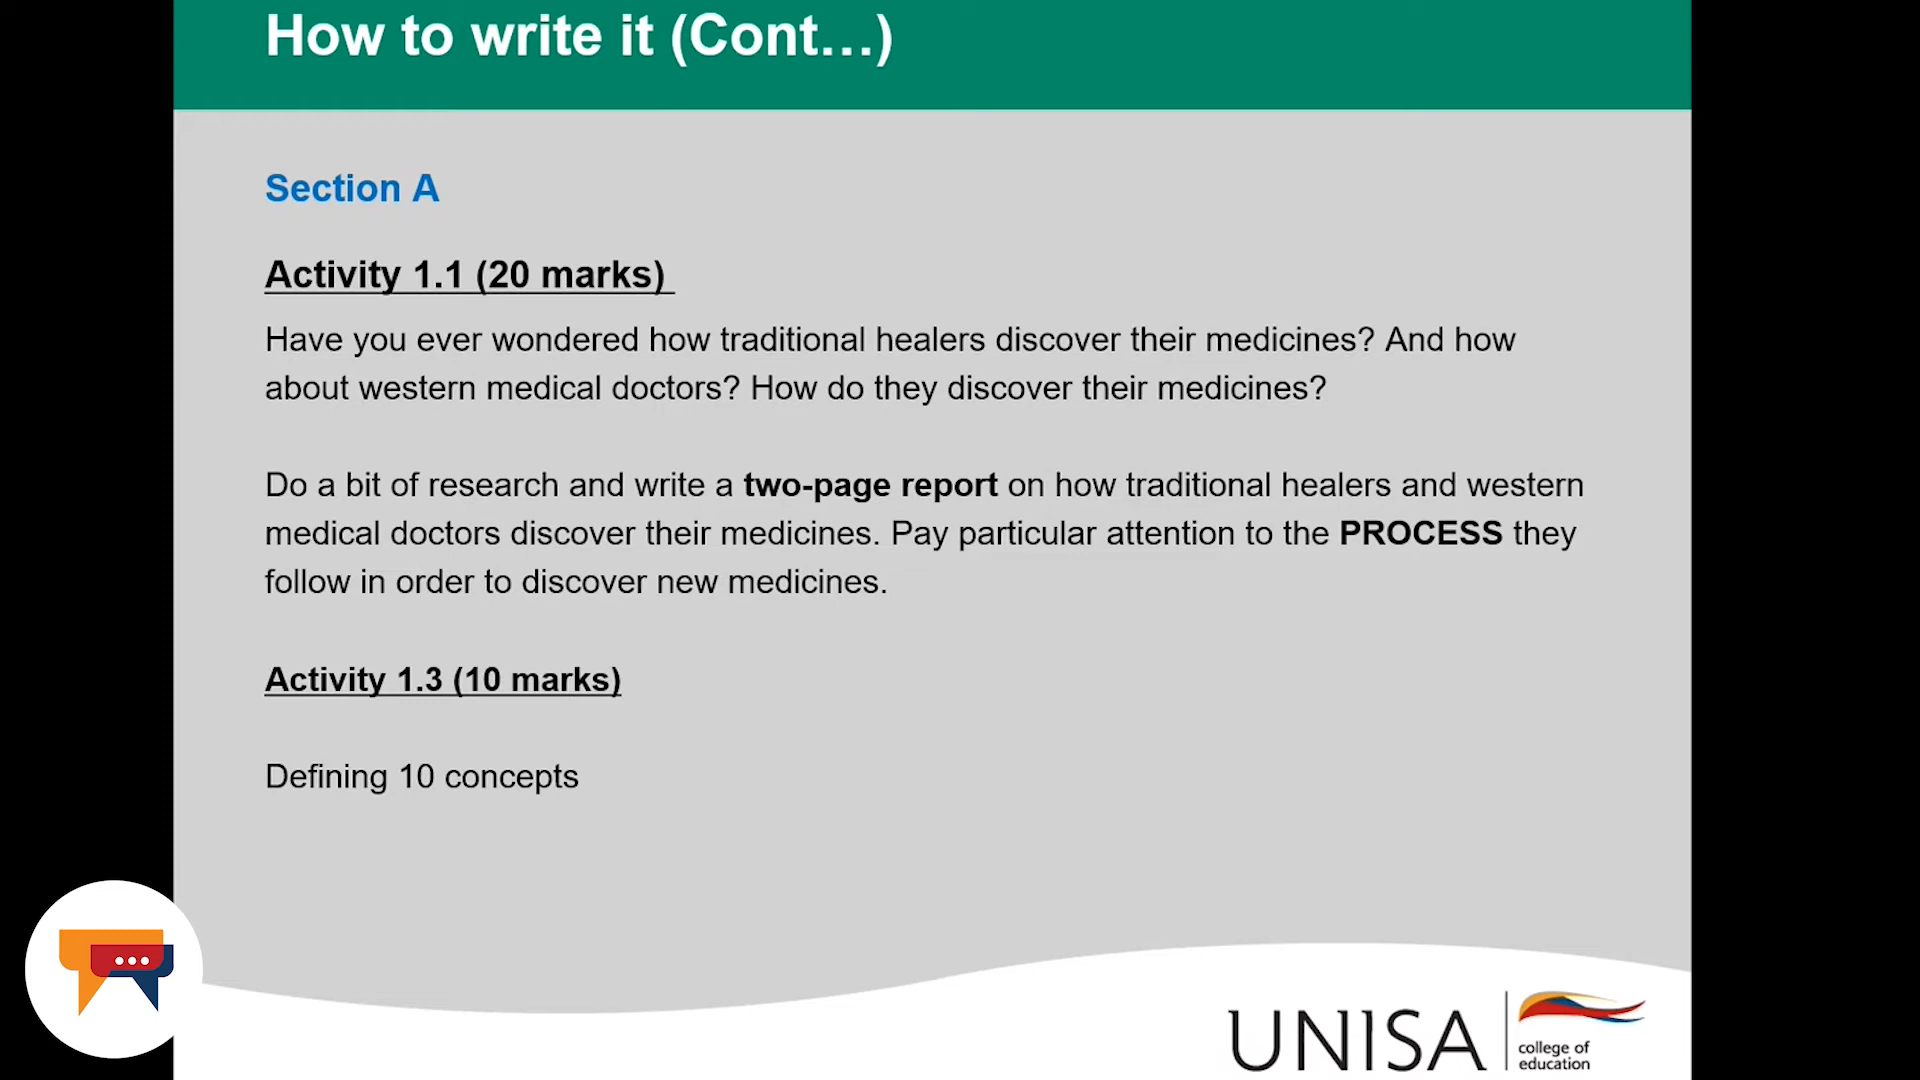 How to write it (Cont...)
Section A
Activity 1.1 (20 marks)
Have you ever wondered how traditional healers discover their medicines? And how
about western medical doctors? How do they discover their medicines?
Do a bit of research and write a two-page report on how traditional healers and western
medical doctors discover their medicines. Pay particular attention to the PROCESS they
follow in order to discover new medicines.
Activity 1.3 (10 marks)
Defining 10 concepts
UNISA
college of
education